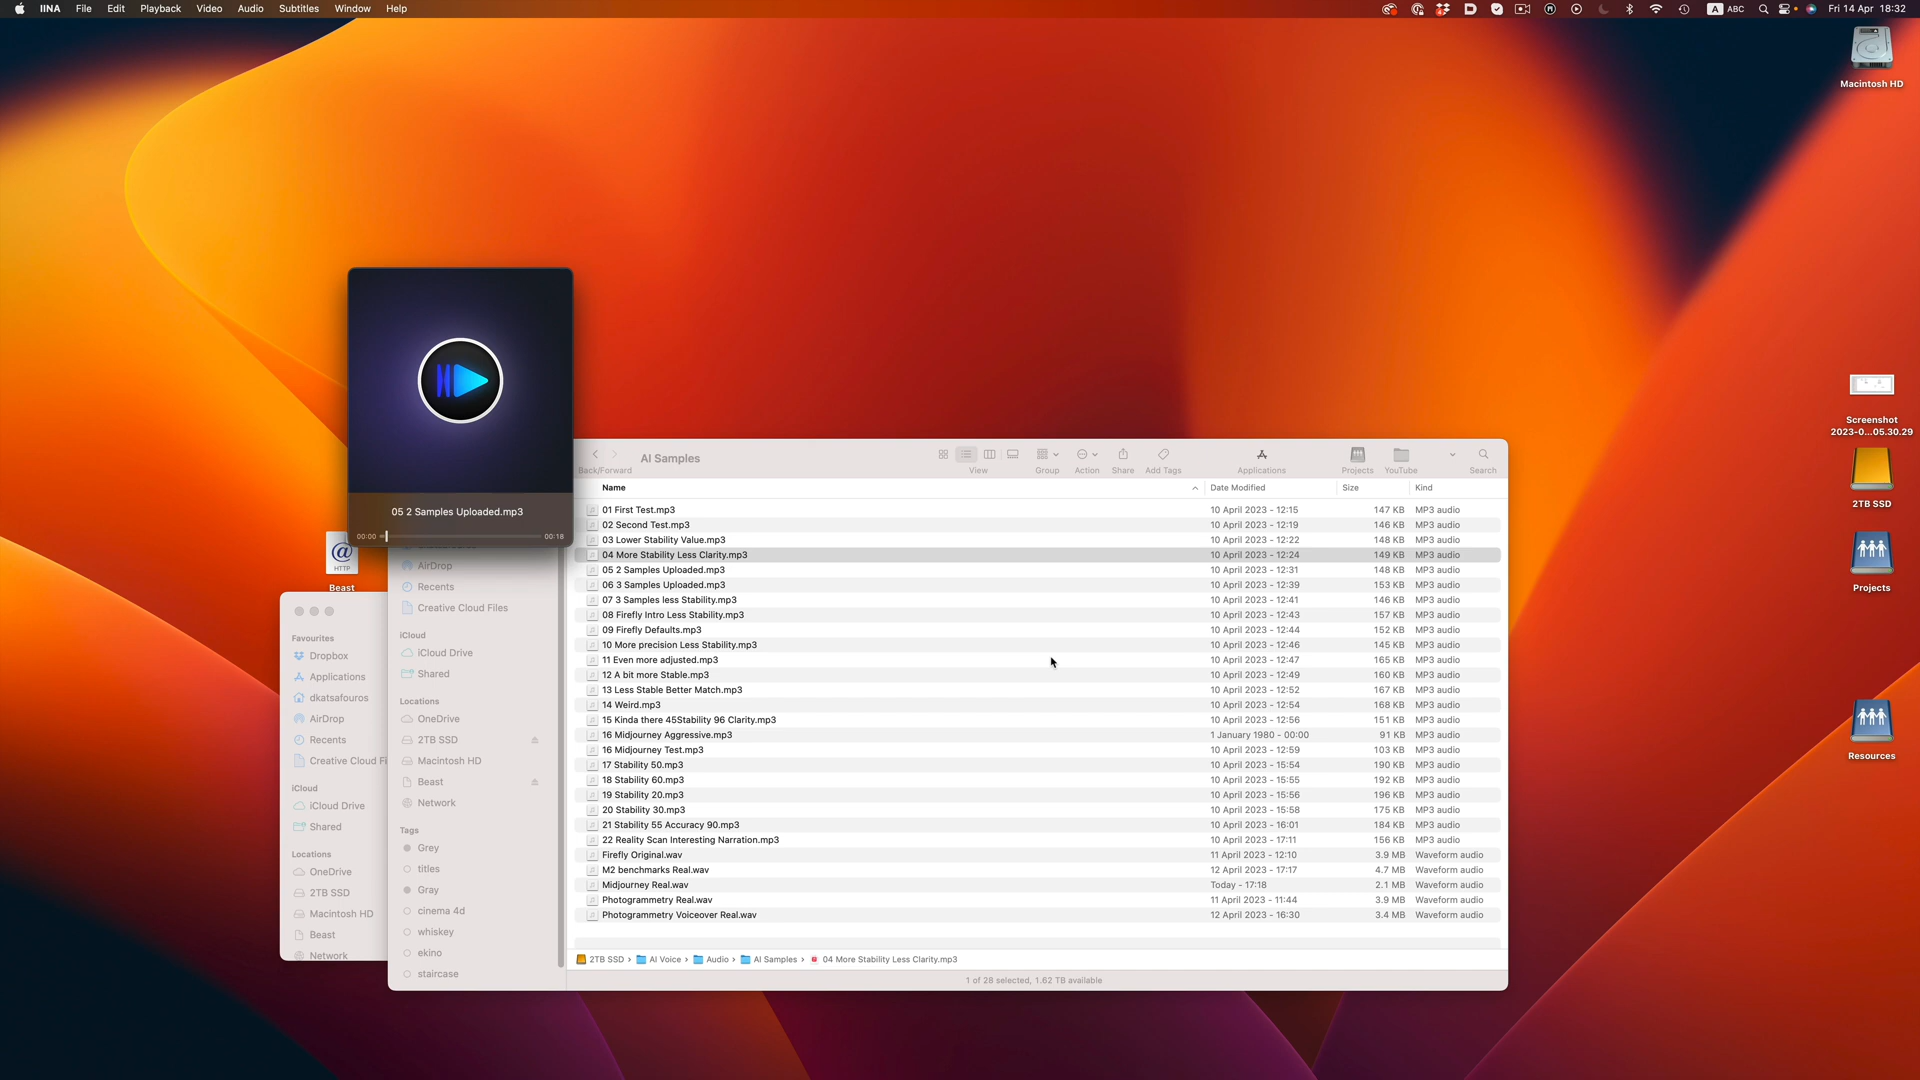 IINA File Edit Playback Video Audio Subtitles Window Help
A ABC Fri 14 Apr 18:32
Macintosh HD
Screenshot
2023-0...05.30.29
2TB SSD
Projects
Resources
05 2 Samples Uploaded.mp3
00:00 00:18
HTTP
Beast
Favourites
Dropbox
Applications
dkatsafouros
AirDrop
Recents
Creative Cloud Fi
iCloud
iCloud Drive
Shared
Locations
OneDrive
2TB SSD
Macintosh HD
Beast
Network
AirDrop
Recents
Creative Cloud Files
iCloud
iCloud Drive
Shared
Locations
OneDrive
2TB SSD
Macintosh HD
Beast
Network
Tags
Grey
titles
Gray
cinema 4d
whiskey
ekino
staircase
AI Samples
Back/Forward View Group Action Share Add Tags Applications Projects YouTube Search
Name Date Modified Size Kind
01 First Test.mp3 10 April 2023 - 12:15 147 KB MP3 audio
02 Second Test.mp3 10 April 2023 - 12:19 146 KB MP3 audio
03 Lower Stability Value.mp3 10 April 2023 - 12:22 148 KB MP3 audio
04 More Stability Less Clarity.mp3 10 April 2023 - 12:24 149 KB MP3 audio
05 2 Samples Uploaded.mp3 10 April 2023 - 12:31 148 KB MP3 audio
06 3 Samples Uploaded.mp3 10 April 2023 - 12:39 153 KB MP3 audio
07 3 Samples less Stability.mp3 10 April 2023 - 12:41 146 KB MP3 audio
08 Firefly Intro Less Stability.mp3 10 April 2023 - 12:43 157 KB MP3 audio
09 Firefly Defaults.mp3 10 April 2023 - 12:44 152 KB MP3 audio
10 More precision Less Stability.mp3 10 April 2023 - 12:46 145 KB MP3 audio
11 Even more adjusted.mp3 10 April 2023 - 12:47 165 KB MP3 audio
12 A bit more Stable.mp3 10 April 2023 - 12:49 160 KB MP3 audio
13 Less Stable Better Match.mp3 10 April 2023 - 12:52 167 KB MP3 audio
14 Weird.mp3 10 April 2023 - 12:54 168 KB MP3 audio
15 Kinda there 45Stability 96 Clarity.mp3 10 April 2023 - 12:56 151 KB MP3 audio
16 Midjourney Aggressive.mp3 1 January 1980 - 00:00 91 KB MP3 audio
16 Midjourney Test.mp3 10 April 2023 - 12:59 103 KB MP3 audio
17 Stability 50.mp3 10 April 2023 - 15:54 190 KB MP3 audio
18 Stability 60.mp3 10 April 2023 - 15:55 192 KB MP3 audio
19 Stability 20.mp3 10 April 2023 - 15:56 196 KB MP3 audio
20 Stability 30.mp3 10 April 2023 - 15:58 175 KB MP3 audio
21 Stability 55 Accuracy 90.mp3 10 April 2023 - 16:01 184 KB MP3 audio
22 Reality Scan Interesting Narration.mp3 10 April 2023 - 17:11 156 KB MP3 audio
Firefly Original.wav 11 April 2023 - 12:10 3.9 MB Waveform audio
M2 benchmarks Real.wav 12 April 2023 - 17:17 4.7 MB Waveform audio
Midjourney Real.wav Today - 17:18 2.1 MB Waveform audio
Photogrammetry Real.wav 11 April 2023 - 11:44 3.9 MB Waveform audio
Photogrammetry Voiceover Real.wav 12 April 2023 - 16:30 3.4 MB Waveform audio
2TB SSD › AI Voice › Audio › AI Samples › 04 More Stability Less Clarity.mp3
1 of 28 selected, 1.62 TB available